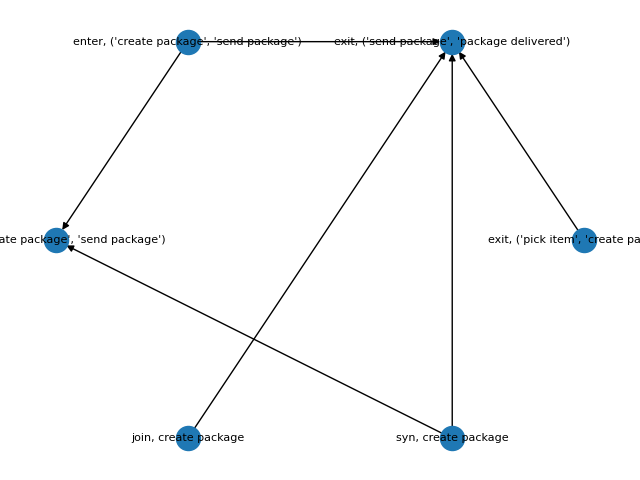 enter, ('create package', 'send package')
exit, ('send package', 'package delivered')
ate package', 'send package')
exit, ('pick item', 'create pa
join, create package
syn, create package